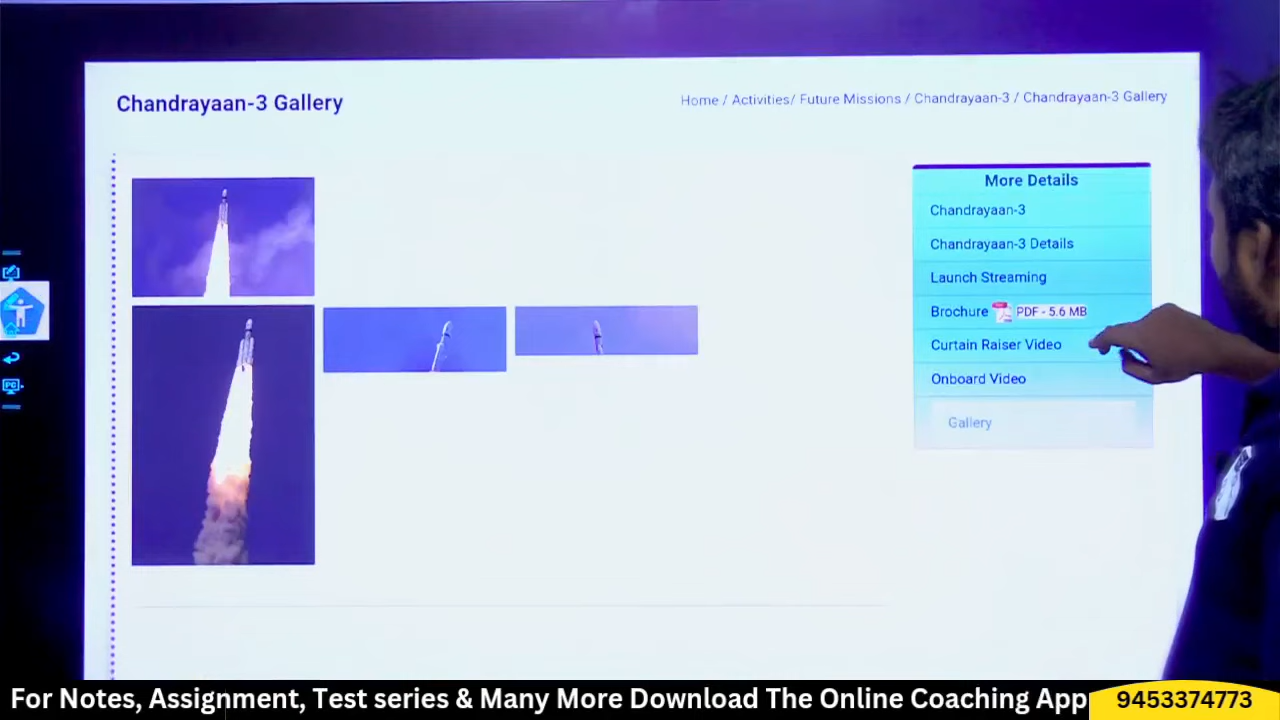 Chandrayaan-3 Gallery
Home / Activities/ Future Missions / Chandrayaan-3 / Chandrayaan-3 Gallery
More Details
Chandrayaan-3
Chandrayaan-3 Details
Launch Streaming
Brochure PDF - 5.6 MB
Curtain Raiser Video
Onboard Video
Gallery
PC
For Notes, Assignment, Test series & Many More Download The Online Coaching App
9453374773